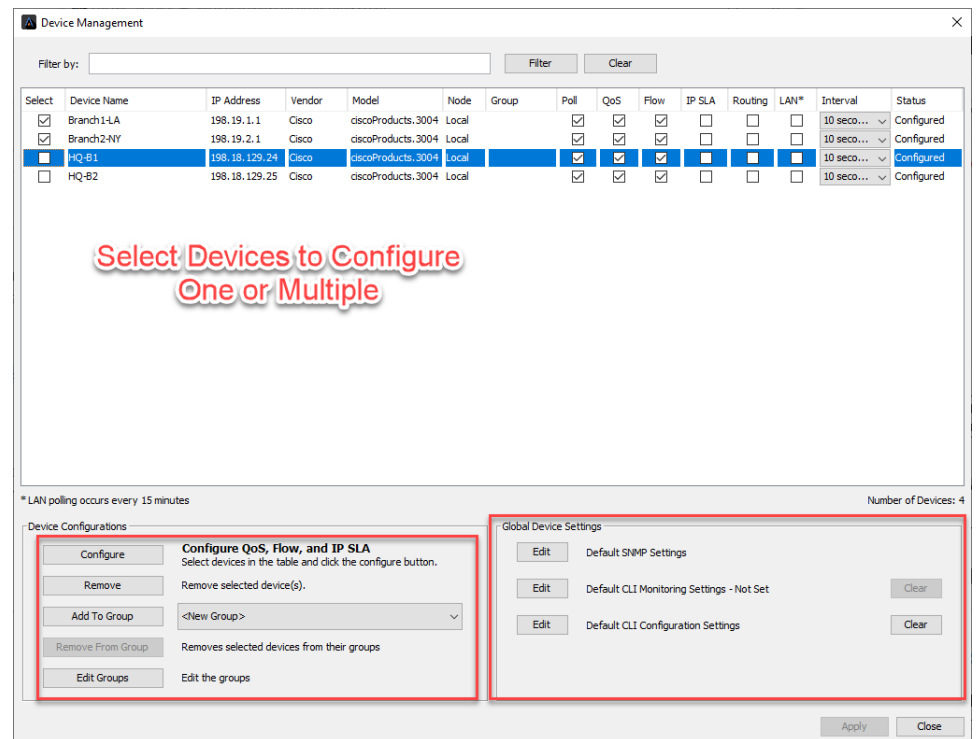 Device Management
Filter by: Filter Clear
Select Device Name IP Address Vendor Model Node Group Poll QoS Flow IP SLA Routing LAN* Interval Status
Branch1-LA 198.19.1.1 Cisco ciscoProducts.3004 Local 10 seco... Configured
Branch2-NY 198.19.2.1 Cisco ciscoProducts.3004 Local 10 seco... Configured
HQ-B1 198.18.129.24 Cisco ciscoProducts.3004 Local 10 seco... Configured
HQ-B2 198.18.129.25 Cisco ciscoProducts.3004 Local 10 seco... Configured
Select Devices to Configure
One or Multiple
* LAN polling occurs every 15 minutes Number of Devices: 4
Device Configurations
Configure Configure QoS, Flow, and IP SLA
Select devices in the table and click the configure button.
Remove Remove selected device(s).
Add To Group <New Group>
Remove From Group Removes selected devices from their groups
Edit Groups Edit the groups
Global Device Settings
Edit Default SNMP Settings
Edit Default CLI Monitoring Settings - Not Set Clear
Edit Default CLI Configuration Settings Clear
Apply Close